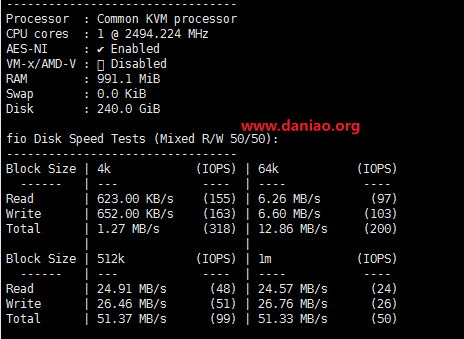 ---------------------------------
Processor  : Common KVM processor
CPU cores  : 1 @ 2494.224 MHz
AES-NI     : ✔ Enabled
VM-x/AMD-V : Disabled
RAM        : 991.1 MiB
Swap       : 0.0 KiB
Disk       : 240.0 GiB
www.daniao.org
fio Disk Speed Tests (Mixed R/W 50/50):
---------------------------------
Block Size | 4k            (IOPS) | 64k           (IOPS)
  ------   | ---            ---- | ----           ----
Read       | 623.00 KB/s    (155) | 6.26 MB/s       (97)
Write      | 652.00 KB/s    (163) | 6.60 MB/s      (103)
Total      | 1.27 MB/s      (318) | 12.86 MB/s     (200)
           |                      |
Block Size | 512k          (IOPS) | 1m            (IOPS)
  ------   | ---            ---- | ----           ----
Read       | 24.91 MB/s      (48) | 24.57 MB/s      (24)
Write      | 26.46 MB/s      (51) | 26.76 MB/s      (26)
Total      | 51.37 MB/s      (99) | 51.33 MB/s      (50)